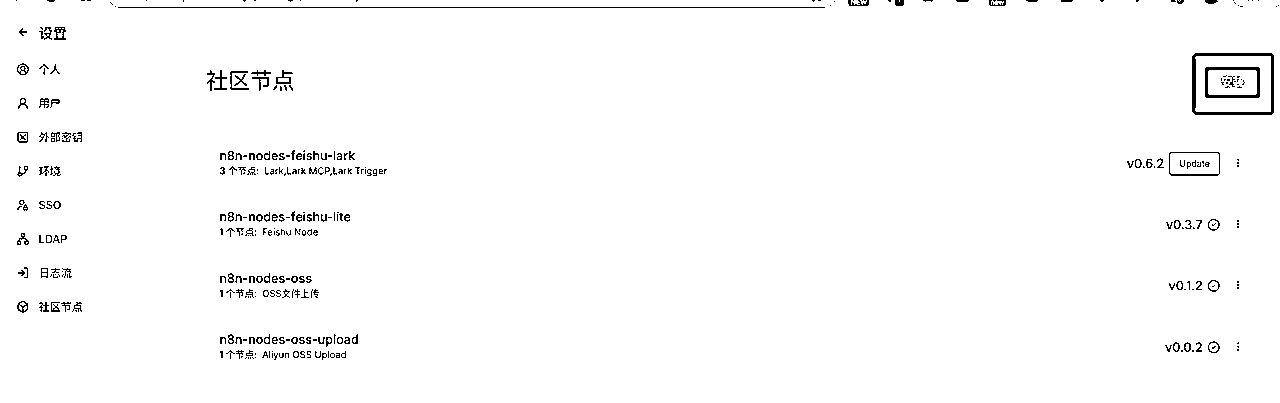 设置
个人
用户
外部密钥
环境
SSO
LDAP
日志流
社区节点
社区节点
安装
n8n-nodes-feishu-lark
3 个节点: Lark,Lark MCP,Lark Trigger
v0.6.2 Update
n8n-nodes-feishu-lite
1 个节点: Feishu Node
v0.3.7
n8n-nodes-oss
1 个节点: OSS文件上传
v0.1.2
n8n-nodes-oss-upload
1 个节点: Aliyun OSS Upload
v0.0.2